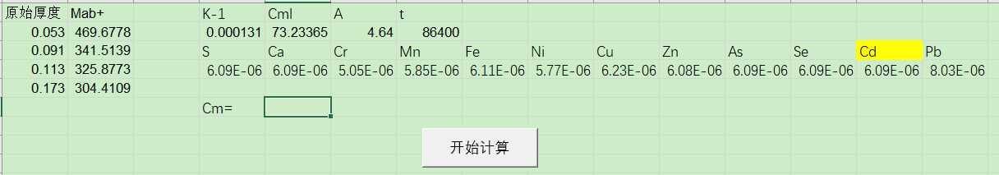 原始厚度 Mab+ K-1 Cml A t
0.053 469.6778 0.000131 73.23365 4.64 86400
0.091 341.5139 S Ca Cr Mn Fe Ni Cu Zn As Se Cd Pb
0.113 325.8773 6.09E-06 6.09E-06 5.05E-06 5.85E-06 6.11E-06 5.77E-06 6.23E-06 6.08E-06 6.09E-06 6.09E-06 6.09E-06 8.03E-06
0.173 304.4109
Cm=
开始计算